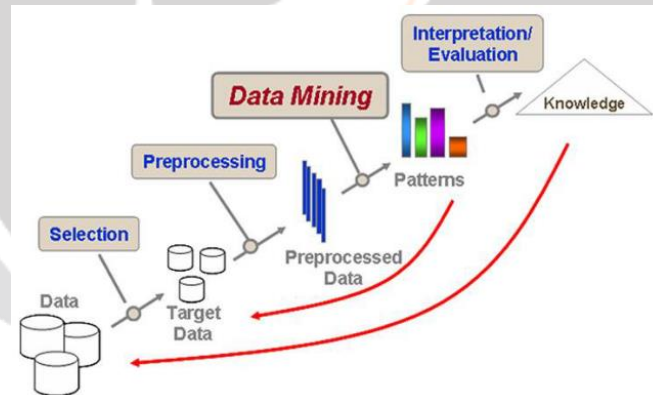 Interpretation/
Evaluation
Data Mining
Knowledge
Preprocessing
Patterns
Selection
Preprocessed
Data
Data
Target
Data